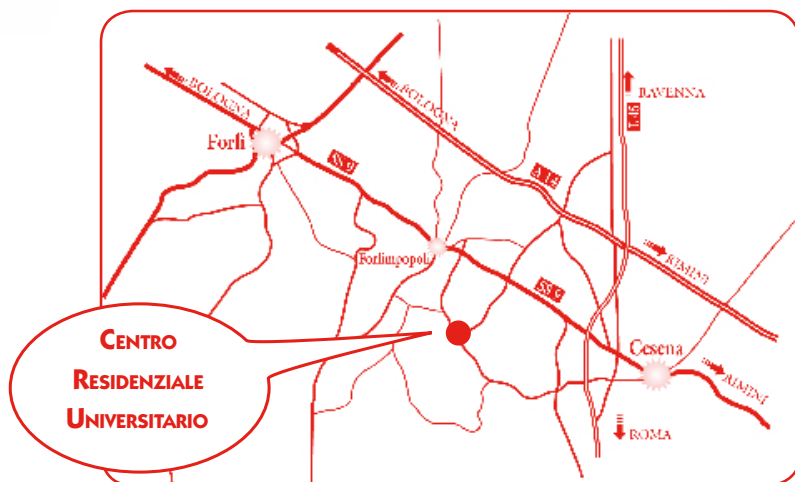 BOLOGNA
BOLOGNA
RAVENNA
E45
Forlì
SS 9
A 14
Forlimpopoli
RIMINI
SS 9
CENTRO
RESIDENZIALE
UNIVERSITARIO
Cesena
RIMINI
ROMA